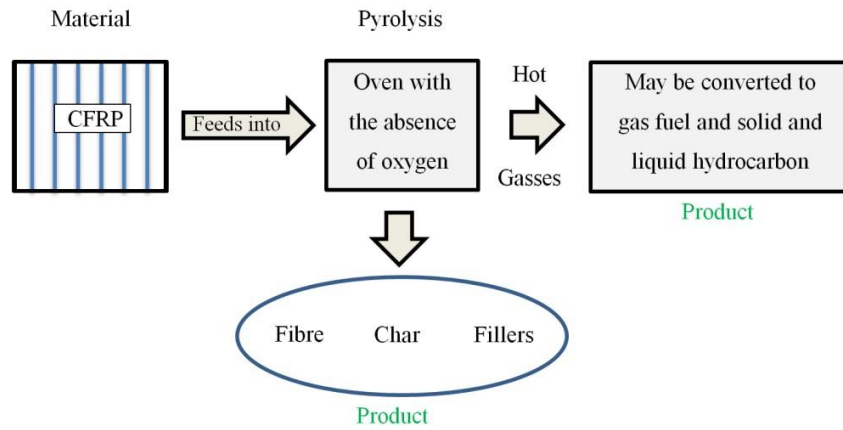 Material
Pyrolysis
CFRP
Feeds into
Oven with
the absence
of oxygen
Hot
Gasses
May be converted to
gas fuel and solid and
liquid hydrocarbon
Product
Fibre
Char
Fillers
Product